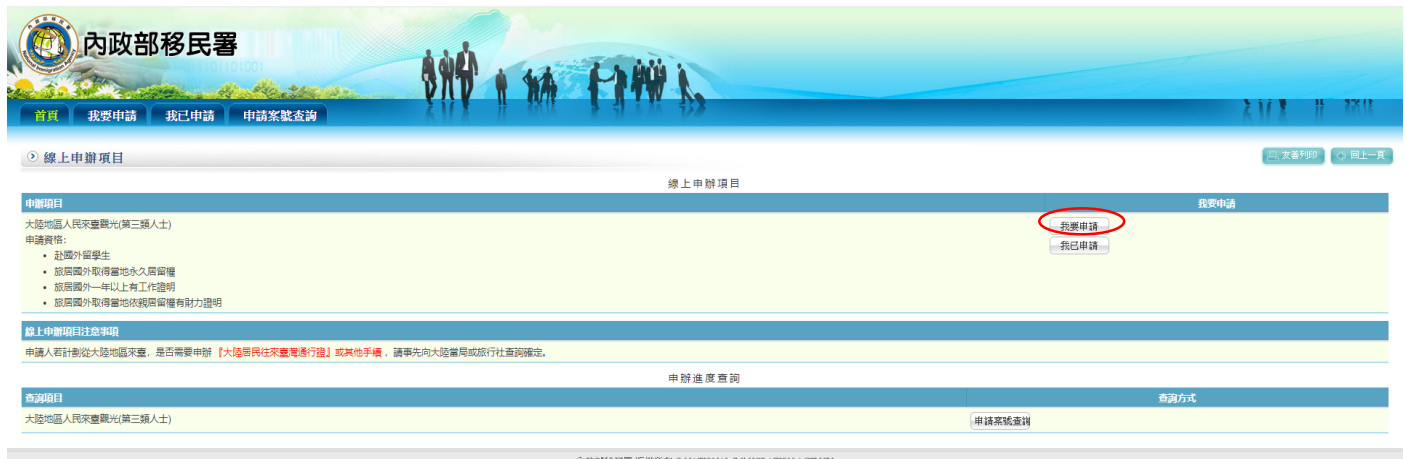 內政部移民署
首頁 我要申請 我已申請 申請案號查詢
線上申辦項目
友善列印 回上一頁
線上申辦項目
申辦項目 我要申請
大陸地區人民來臺觀光(第三類人士) 我要申請
申請資格: 我已申請
• 赴國外留學生
• 旅居國外取得當地永久居留權
• 旅居國外一年以上有工作證明
• 旅居國外取得當地依親居留權有財力證明
線上申辦項目注意事項
申請人若計劃從大陸地區來臺, 是否需要申辦『大陸居民往來臺灣通行證』或其他手續, 請事先向大陸當局或旅行社查詢確定。
申辦進度查詢
查詢項目 查詢方式
大陸地區人民來臺觀光(第三類人士) 申請案號查詢